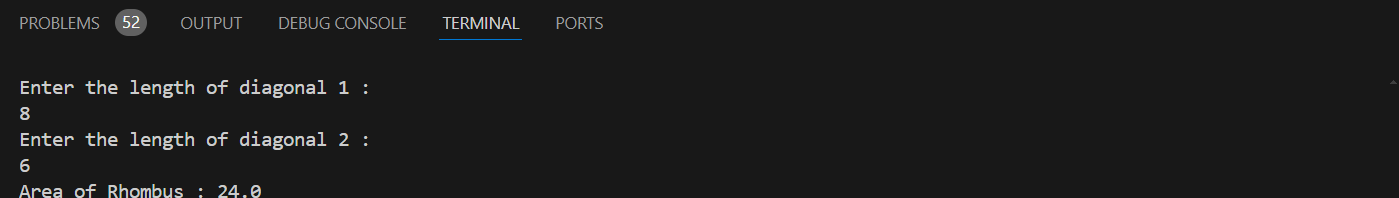 PROBLEMS 52 OUTPUT DEBUG CONSOLE TERMINAL PORTS
Enter the length of diagonal 1 :
8
Enter the length of diagonal 2 :
6
Area of Rhombus : 24.0